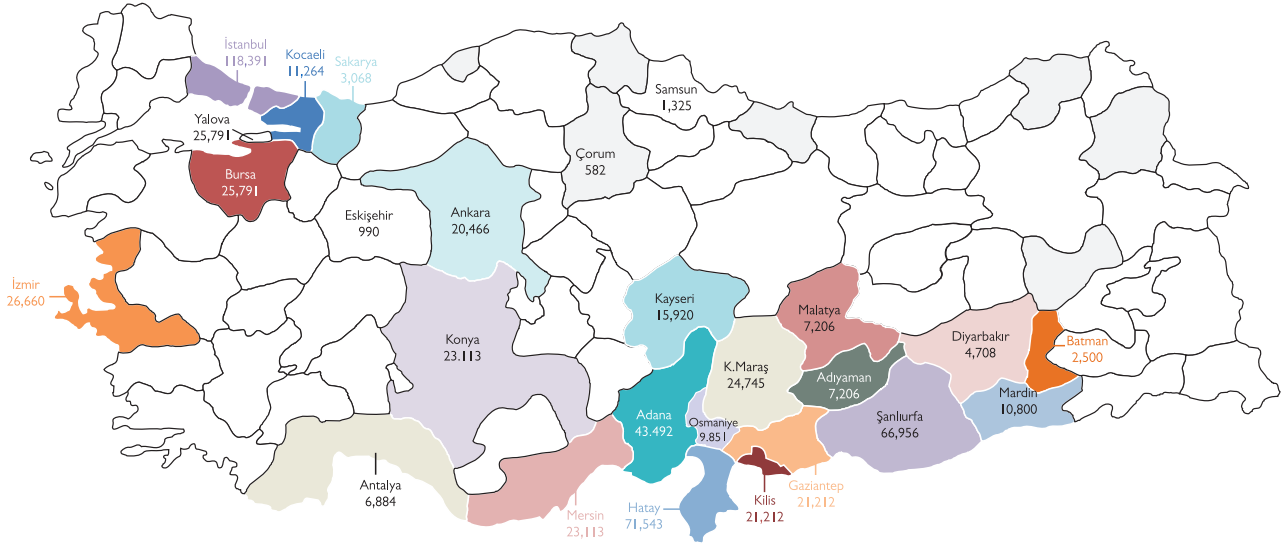 İstanbul
118,391
Kocaeli
11,264
Sakarya
3,068
Samsun
1,325
Yalova
25,791
Çorum
582
Bursa
25,791
Eskişehir
990
Ankara
20,466
İzmir
26,660
Kayseri
15,920
Malatya
7,206
Konya
23.113
Diyarbakır
4,708
Batman
2,500
K.Maraş
24,745
Adıyaman
7,206
Mardin
10,800
Adana
43.492
Osmaniye
9.851
Şanlıurfa
66,956
Antalya
6,884
Mersin
23,113
Hatay
71,543
Kilis
21,212
Gaziantep
21,212